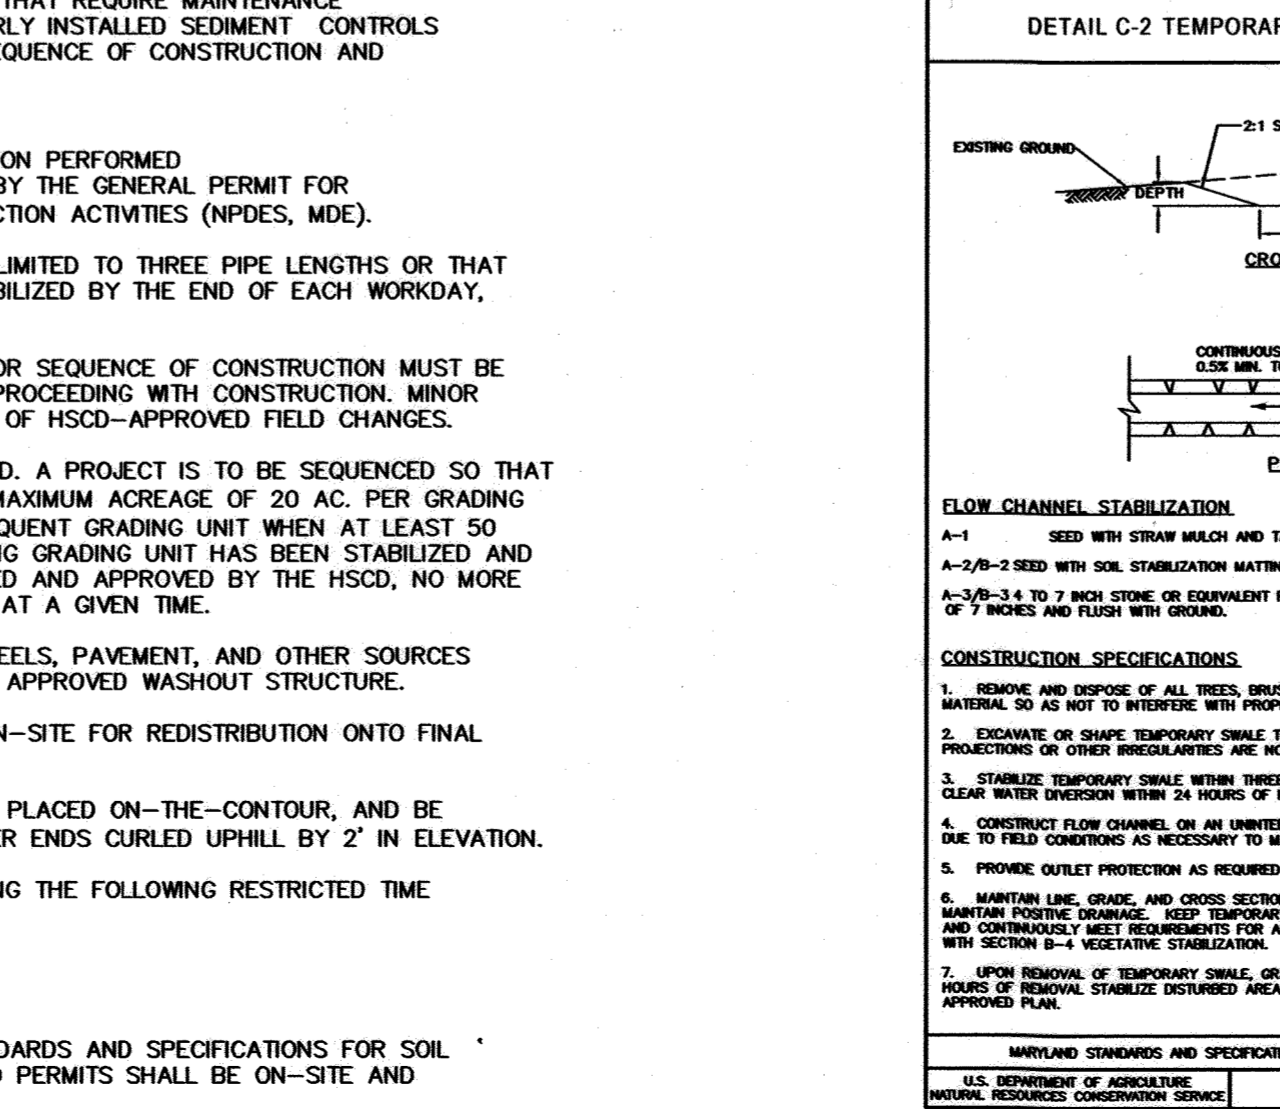 THAT REQUIRE MAINTENANCE
RLY INSTALLED SEDIMENT CONTROLS
EQUENCE OF CONSTRUCTION AND
ON PERFORMED
BY THE GENERAL PERMIT FOR
CTION ACTIVITIES (NPDES, MDE).
LIMITED TO THREE PIPE LENGTHS OR THAT
BILIZED BY THE END OF EACH WORKDAY,
OR SEQUENCE OF CONSTRUCTION MUST BE
PROCEEDING WITH CONSTRUCTION. MINOR
OF HSCD-APPROVED FIELD CHANGES.
D. A PROJECT IS TO BE SEQUENCED SO THAT
MAXIMUM ACREAGE OF 20 AC. PER GRADING
QUENT GRADING UNIT WHEN AT LEAST 50
NG GRADING UNIT HAS BEEN STABILIZED AND
ED AND APPROVED BY THE HSCD, NO MORE
AT A GIVEN TIME.
EELS, PAVEMENT, AND OTHER SOURCES
APPROVED WASHOUT STRUCTURE.
N-SITE FOR REDISTRIBUTION ONTO FINAL
PLACED ON-THE-CONTOUR, AND BE
ER ENDS CURLED UPHILL BY 2' IN ELEVATION.
NG THE FOLLOWING RESTRICTED TIME
DARDS AND SPECIFICATIONS FOR SOIL
D PERMITS SHALL BE ON-SITE AND
DETAIL C-2 TEMPORAR
2:1 S
EXISTING GROUND
DEPTH
CRO
CONTINUOUS
0.5% MIN. TO
P
FLOW CHANNEL STABILIZATION
A-1 SEED WITH STRAW MULCH AND T
A-2/B-2 SEED WITH SOIL STABILIZATION MATTIN
A-3/B-3 4 TO 7 INCH STONE OR EQUIVALENT
OF 7 INCHES AND FLUSH WITH GROUND.
CONSTRUCTION SPECIFICATIONS
1. REMOVE AND DISPOSE OF ALL TREES, BRUS
MATERIAL SO AS NOT TO INTERFERE WITH PROP
2. EXCAVATE OR SHAPE TEMPORARY SWALE T
PROJECTIONS OR OTHER IRREGULARITIES ARE NO
3. STABILIZE TEMPORARY SWALE WITHIN THREE
CLEAR WATER DIVERSION WITHIN 24 HOURS OF
4. CONSTRUCT FLOW CHANNEL ON AN UNINTE
DUE TO FIELD CONDITIONS AS NECESSARY TO M
5. PROVIDE OUTLET PROTECTION AS REQUIRED
6. MAINTAIN LINE, GRADE, AND CROSS SECTION
MAINTAIN POSITIVE DRAINAGE. KEEP TEMPORAR
AND CONTINUOUSLY MEET REQUIREMENTS FOR A
WITH SECTION B-4 VEGETATIVE STABILIZATION.
7. UPON REMOVAL OF TEMPORARY SWALE, GR
HOURS OF REMOVAL STABILIZE DISTURBED AREA
APPROVED PLAN.
MARYLAND STANDARDS AND SPECIFICATI
U.S. DEPARTMENT OF AGRICULTURE
NATURAL RESOURCES CONSERVATION SERVICE